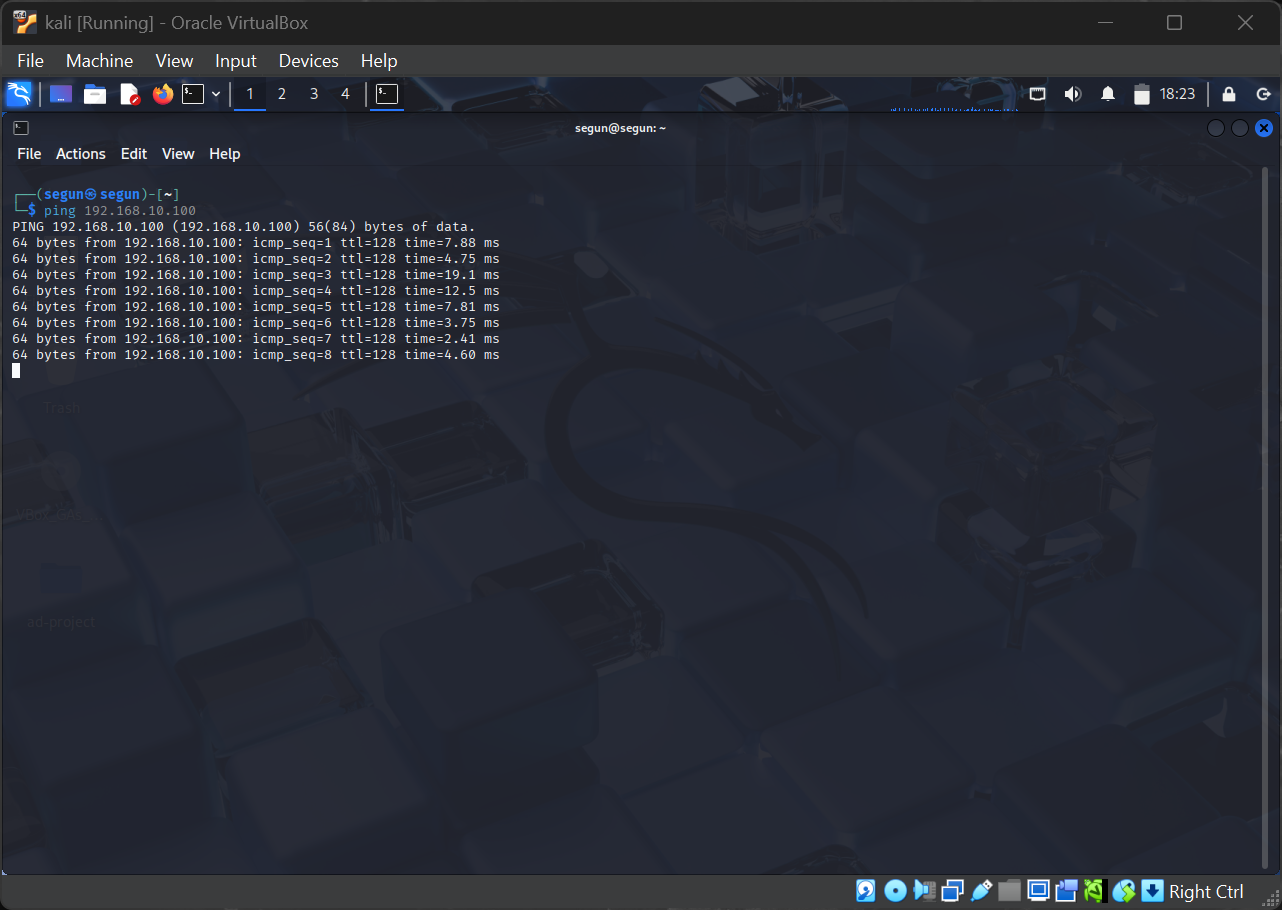 kali [Running] - Oracle VirtualBox
File Machine View Input Devices Help
1 2 3 4 18:23
segun@segun: ~
File Actions Edit View Help
┌──(segun㉿segun)-[~]
└─$ ping 192.168.10.100
PING 192.168.10.100 (192.168.10.100) 56(84) bytes of data.
64 bytes from 192.168.10.100: icmp_seq=1 ttl=128 time=7.88 ms
64 bytes from 192.168.10.100: icmp_seq=2 ttl=128 time=4.75 ms
64 bytes from 192.168.10.100: icmp_seq=3 ttl=128 time=19.1 ms
64 bytes from 192.168.10.100: icmp_seq=4 ttl=128 time=12.5 ms
64 bytes from 192.168.10.100: icmp_seq=5 ttl=128 time=7.81 ms
64 bytes from 192.168.10.100: icmp_seq=6 ttl=128 time=3.75 ms
64 bytes from 192.168.10.100: icmp_seq=7 ttl=128 time=2.41 ms
64 bytes from 192.168.10.100: icmp_seq=8 ttl=128 time=4.60 ms
Trash
ad-project
Right Ctrl